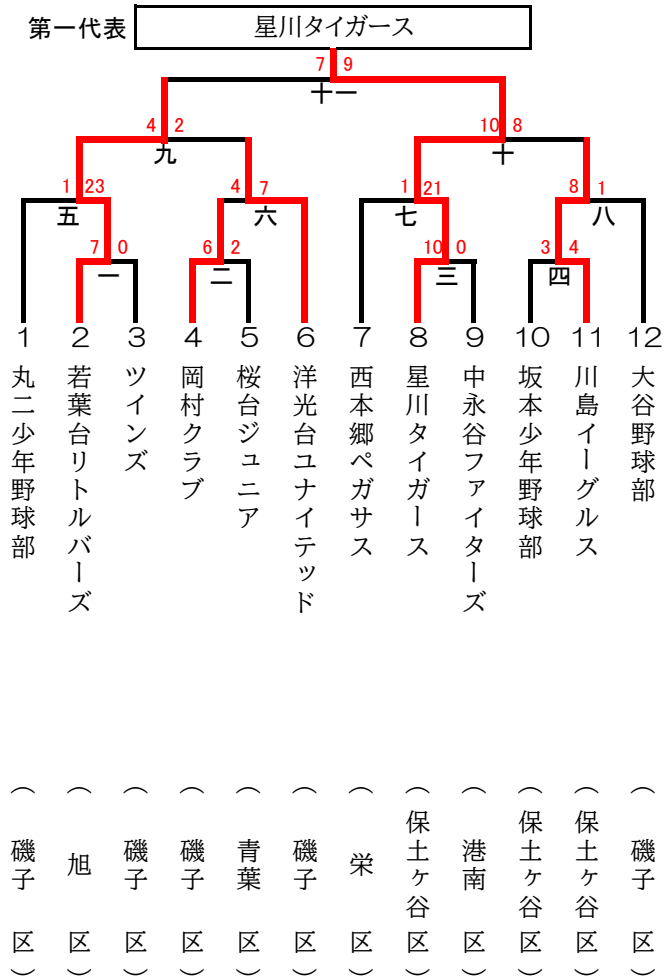 第一代表
星川タイガース
7 9
十一
4 2
九
10 8
十
1 23
五
4 7
六
1 21
七
8 1
八
7 0
一
6 2
二
10 0
三
3 4
四
1 2 3 4 5 6 7 8 9 10 11 12
丸二少年野球部
若葉台リトルバーズ
ツインズ
岡村クラブ
桜台ジュニア
洋光台ユナイテッド
西本郷ペガサス
星川タイガース
中永谷ファイターズ
坂本少年野球部
川島イーグルス
大谷野球部
（磯子区）
（旭区）
（磯子区）
（磯子区）
（青葉区）
（磯子区）
（栄区）
（保土ヶ谷区）
（港南区）
（保土ヶ谷区）
（保土ヶ谷区）
（磯子区）